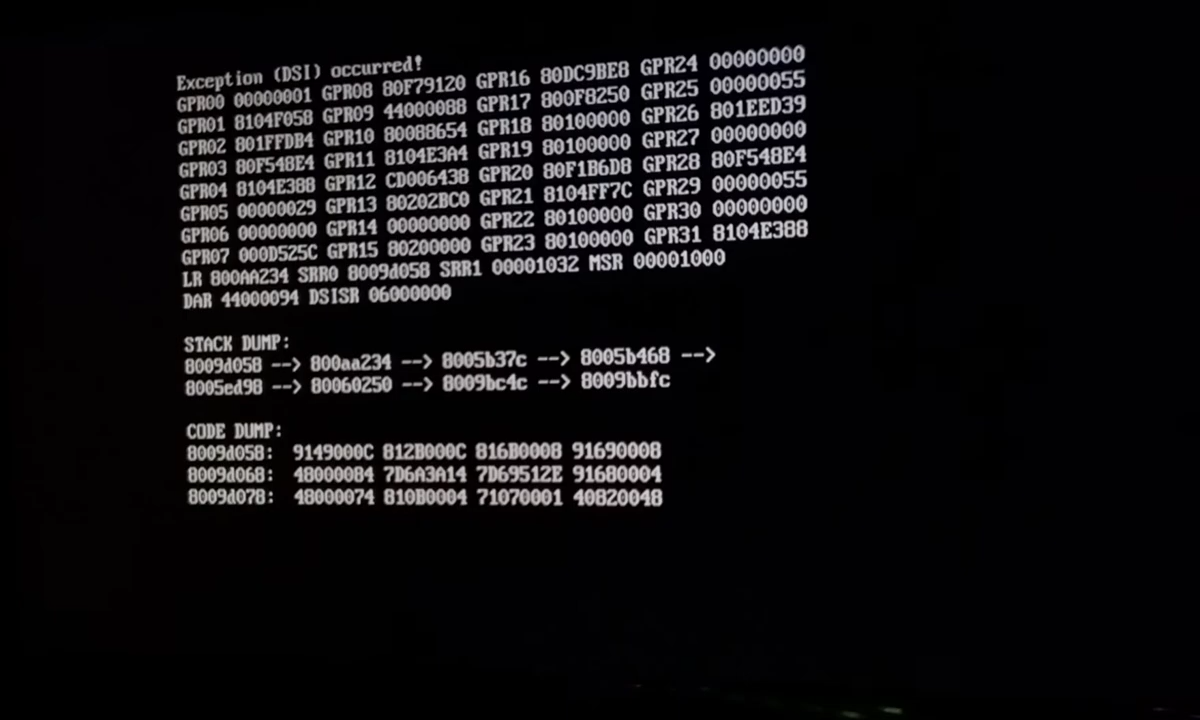 Exception (DSI) occurred!
GPR00 00000001 GPR08 80F79120 GPR16 80DC9BE8 GPR24 00000000
GPR01 8104F058 GPR09 44000088 GPR17 800F8250 GPR25 00000055
GPR02 801FFDB4 GPR10 80088654 GPR18 80100000 GPR26 801EED39
GPR03 80F548E4 GPR11 8104E3A4 GPR19 80100000 GPR27 00000000
GPR04 8104E388 GPR12 CD006438 GPR20 80F1B6D8 GPR28 80F548E4
GPR05 00000029 GPR13 80202BC0 GPR21 8104FF7C GPR29 00000055
GPR06 00000000 GPR14 00000000 GPR22 80100000 GPR30 00000000
GPR07 000D525C GPR15 80200000 GPR23 80100000 GPR31 8104E388
LR 800AA234 SRR0 8009d058 SRR1 00001032 MSR 00001000
DAR 44000094 DSISR 06000000
STACK DUMP:
8009d058 --> 800aa234 --> 8005b37c --> 8005b468 -->
8005ed98 --> 80060250 --> 8009bc4c --> 8009bbfc
CODE DUMP:
8009d058: 9149000C 812B000C 816B0008 91690008
8009d068: 48000084 7D6A3A14 7D69512E 91680004
8009d078: 48000074 810B0004 71070001 40820048